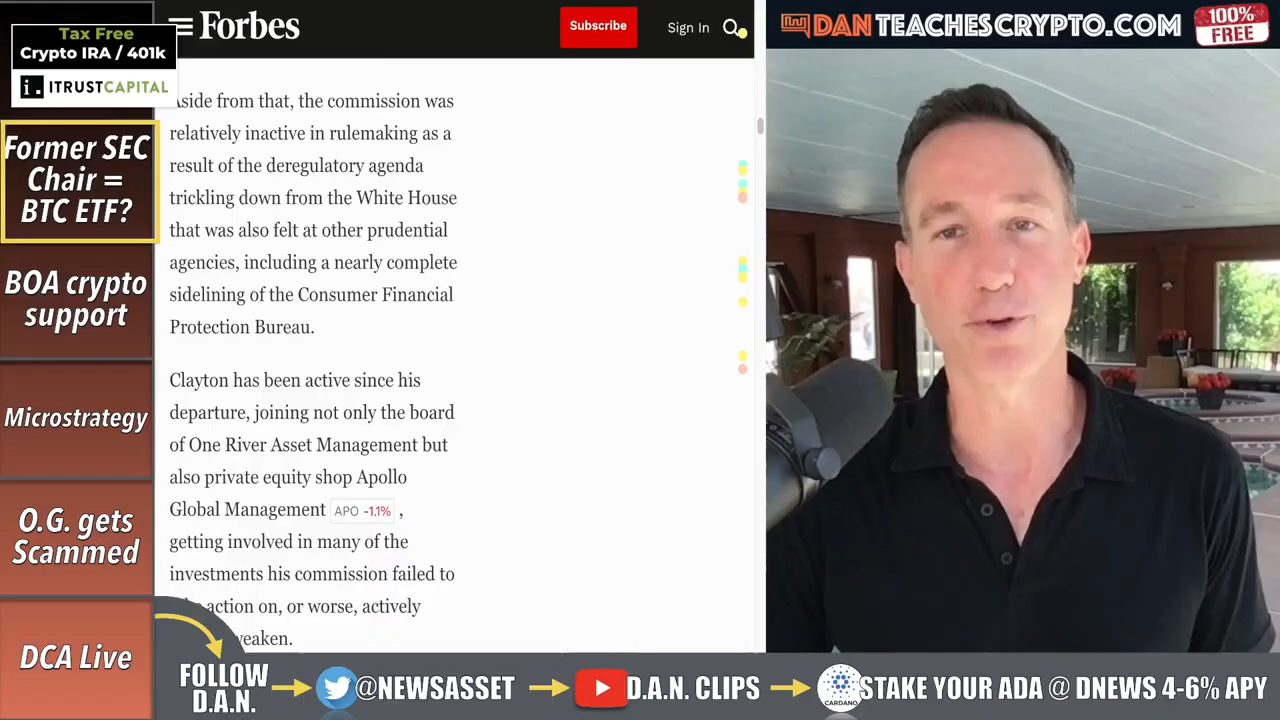 Tax Free
Crypto IRA / 401k
i. ITRUSTCAPITAL
Former SEC
Chair =
BTC ETF?
BOA crypto
support
Microstrategy
O.G. gets
Scammed
DCA Live
Forbes
Subscribe
Sign In
Aside from that, the commission was
relatively inactive in rulemaking as a
result of the deregulatory agenda
trickling down from the White House
that was also felt at other prudential
agencies, including a nearly complete
sidelining of the Consumer Financial
Protection Bureau.
Clayton has been active since his
departure, joining not only the board
of One River Asset Management but
also private equity shop Apollo
Global Management APO -1.1% ,
getting involved in many of the
investments his commission failed to
action on, or worse, actively
weaken.
DANTEACHESCRYPTO.COM
100%
FREE
FOLLOW
D.A.N.
@NEWSASSET
D.A.N. CLIPS
CARDANO
STAKE YOUR ADA @ DNEWS 4-6% APY